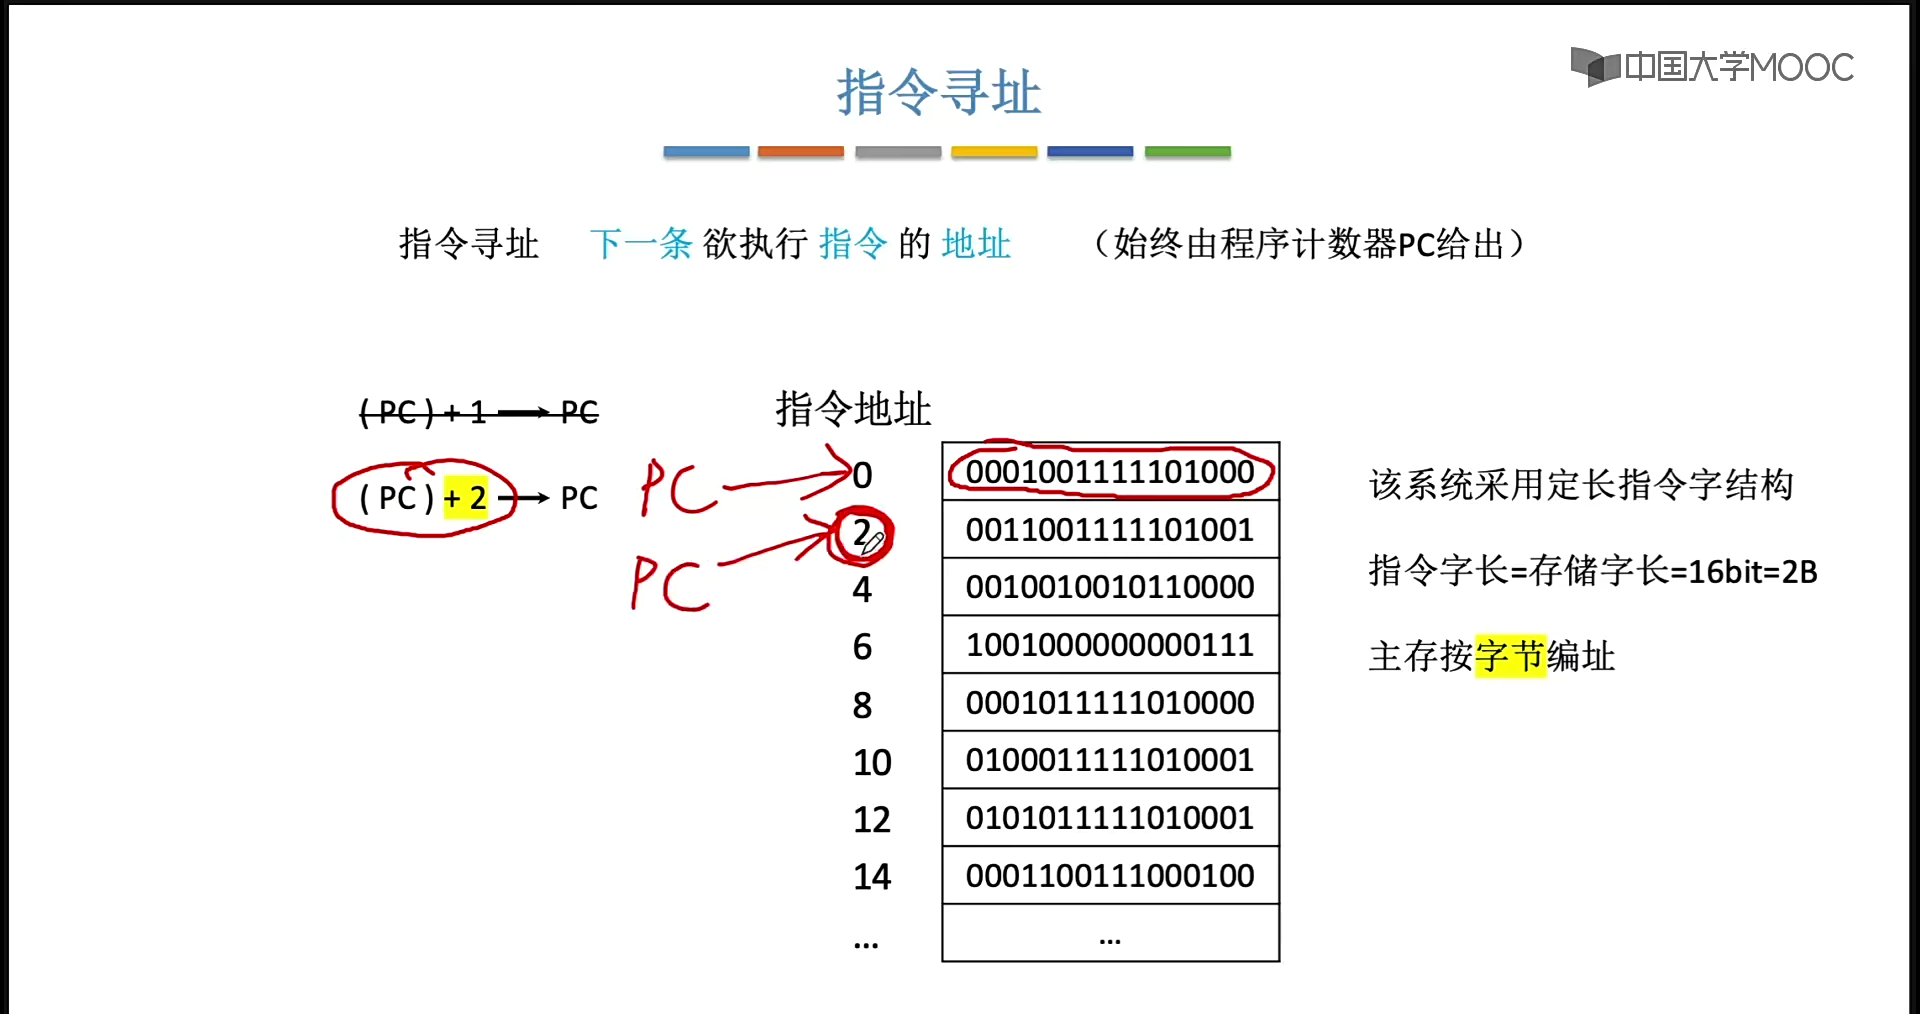 中国大学MOOC
指令寻址
指令寻址 下一条 欲执行 指令 的 地址 （始终由程序计数器PC给出）
(PC)+1→PC
指令地址
(PC)+2→PC
PC
PC
0 0001001111101000
2 0011001111101001
4 0010010010110000
6 1001000000000111
8 0001011111010000
10 0100011111010001
12 0101011111010001
14 0001100111000100
... ...
该系统采用定长指令字结构
指令字长=存储字长=16bit=2B
主存按字节编址